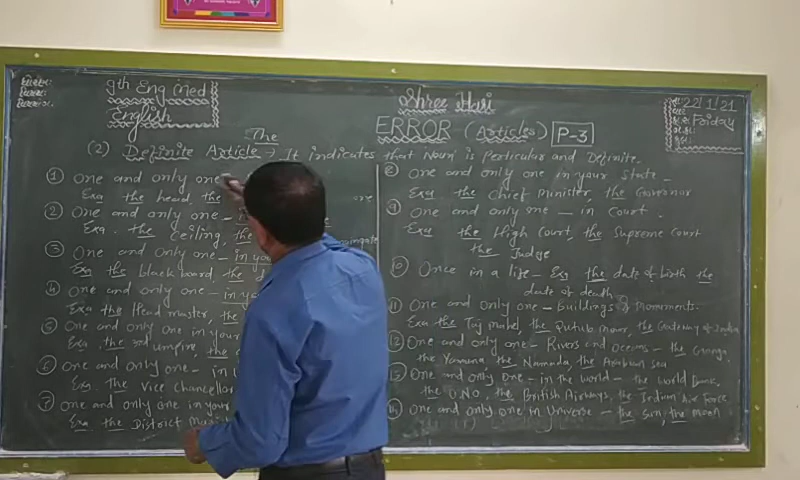 9th Eng Med
English
Shree Hari
ERROR (Articles) P-3
22/1/21
Friday
The
(2) Definite Article → It indicates that Noun is Particular and Definite.
① One and only one
Exa the head, the
② One and only one –
Exa. the ceiling, the
③ One and only one – in you
Exa the black board, the
④ One and only one – in y
Exa the Head master, the
⑤ One and only one in your
Exa. the 3rd umpire, the
⑥ One and only one – in
Exa. the Vice Chancellor
⑦ One and only one in your
Exa. the District
⑧ One and only one in your State –
Exa the Chief Minister, the Governor
⑨ One and only one – in Court.
Exa the High Court, the Supreme Court
the Judge
⑩ Once in a life – Exa the date of birth the
date of death
⑪ One and only one – buildings
Exa. the Taj Mahel, the Qutub Minar, the Gateway of India
⑫ One and only one – Rivers and Oceans – the Ganga
the Yamuna, the Narmada, the Arabian Sea
⑬ One and only one – in the world – the World Bank
the U.N.O, the British Airways, the Indian Air Force
⑭ One and only one in Universe – the Sun, the Moon